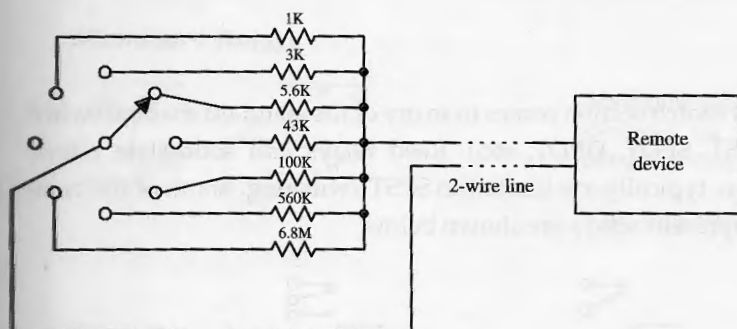 1K
3K
5.6K
43K
100K
560K
6.8M
2-wire line
Remote
device